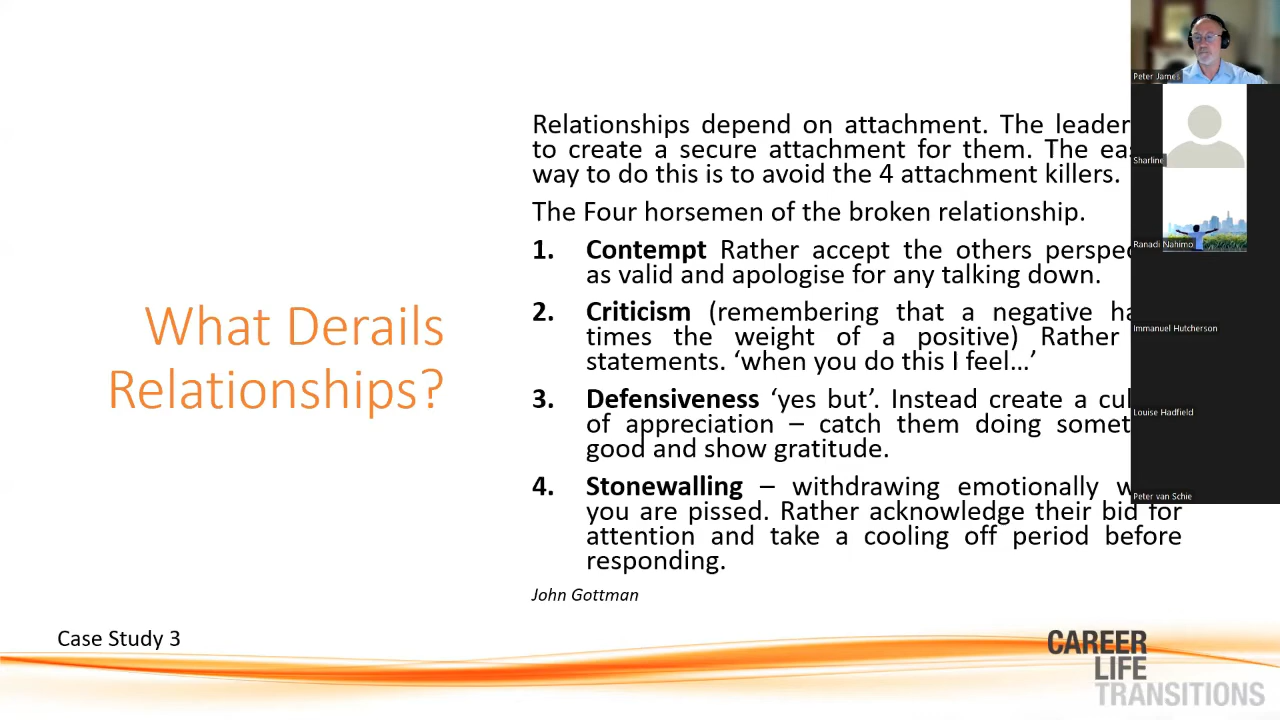 What Derails
Relationships?
Relationships depend on attachment. The leader
to create a secure attachment for them. The
way to do this is to avoid the 4 attachment killers.
The Four horsemen of the broken relationship.
1. Contempt Rather accept the others
as valid and apologise for any talking down.
2. Criticism (remembering that a negative
times the weight of a positive) Rather
statements. ‘when you do this I feel…’
3. Defensiveness ‘yes but’. Instead create a
of appreciation – catch them doing
good and show gratitude.
4. Stonewalling – withdrawing emotionally
you are pissed. Rather acknowledge their bid for
attention and take a cooling off period before
responding.
John Gottman
Case Study 3
CAREER
LIFE
TRANSITIONS
Peter James
Sharline
Ranadi Nahimo
Immanuel Hutcherson
Louise Hadfield
Peter van Schie